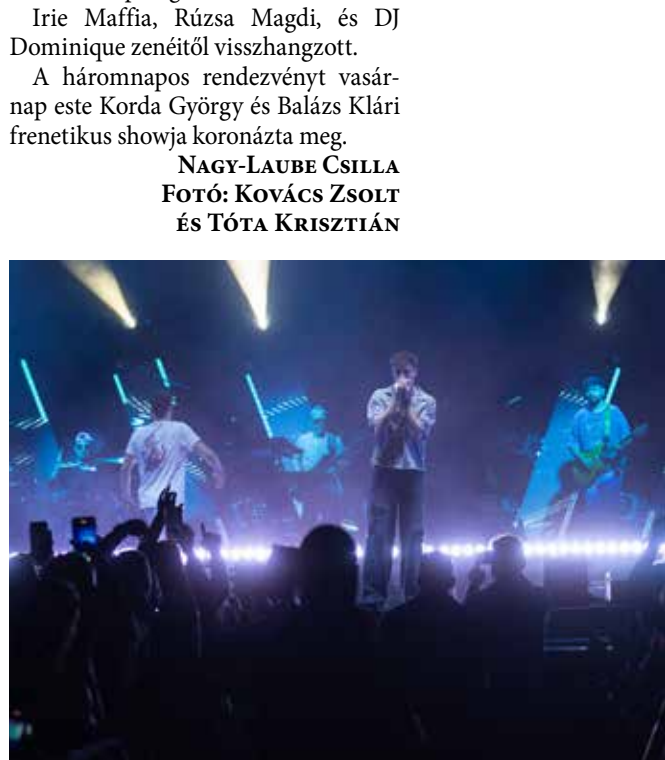 Irie Maffia, Rúzsa Magdi, és DJ
Dominique zenéitől visszhangzott.
A háromnapos rendezvényt vasár-
nap este Korda György és Balázs Klári
frenetikus showja koronázta meg.
Nagy-Laube Csilla
Fotó: Kovács Zsolt
és Tóta Krisztián